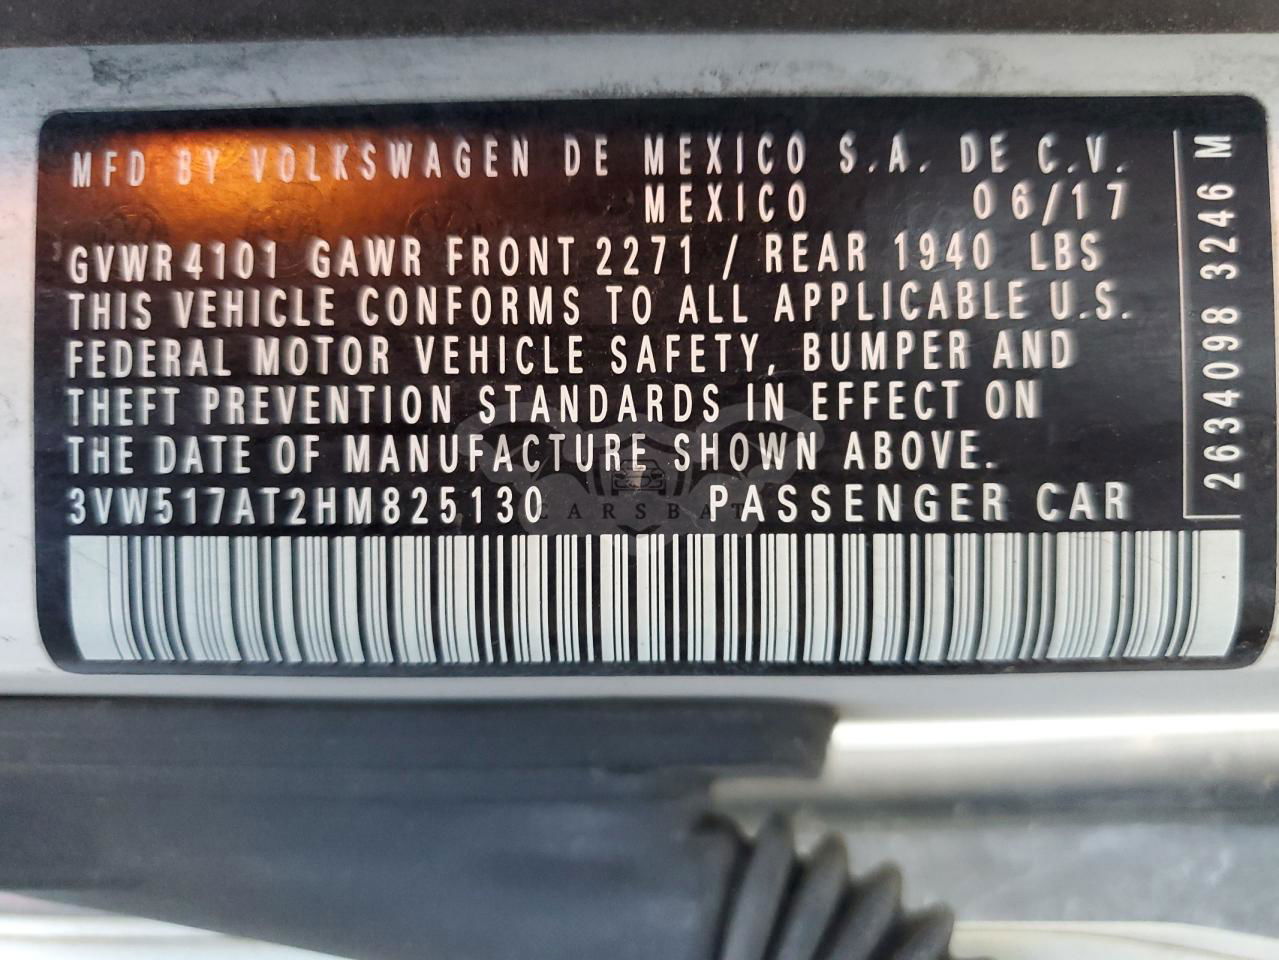 MFD BY VOLKSWAGEN DE MEXICO S.A. DE C.V.
MEXICO 06/17
GVWR4101 GAWR FRONT 2271 / REAR 1940 LBS
THIS VEHICLE CONFORMS TO ALL APPLICABLE U.S.
FEDERAL MOTOR VEHICLE SAFETY, BUMPER AND
THEFT PREVENTION STANDARDS IN EFFECT ON
THE DATE OF MANUFACTURE SHOWN ABOVE.
3VW517AT2HM825130 PASSENGER CAR
2634098 3246 M
CARSBAT